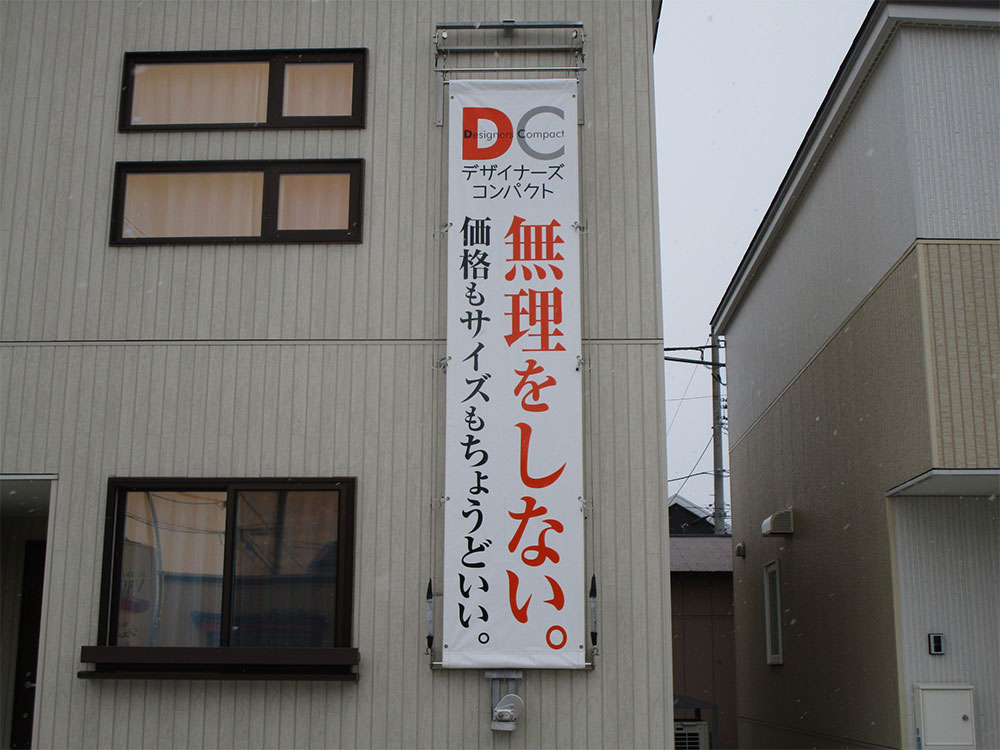 DC
Designers Compact
デザイナーズ
コンパクト
無理をしない。
価格もサイズもちょうどいい。